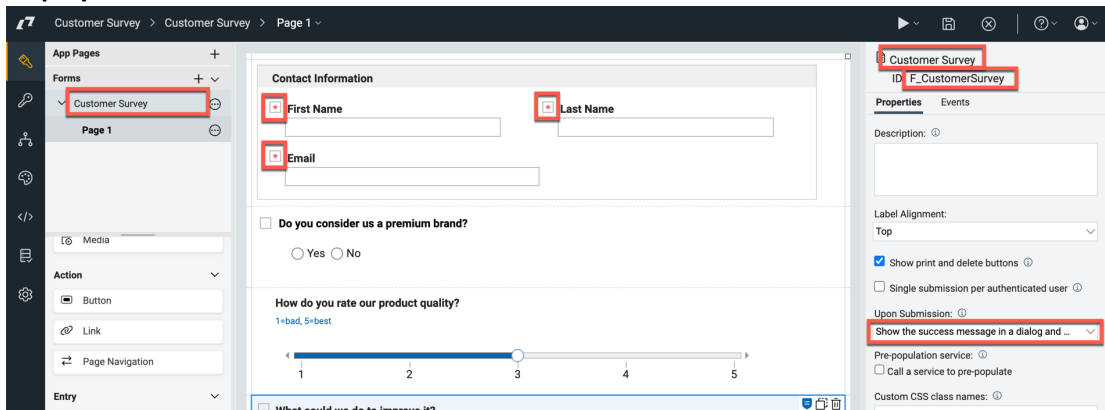 Customer Survey > Customer Survey > Page 1
App Pages
Forms
Customer Survey
Page 1
Media
Action
Button
Link
Page Navigation
Entry
Contact Information
* First Name
* Last Name
* Email
Do you consider us a premium brand?
Yes No
How do you rate our product quality?
1=bad, 5=best
1 2 3 4 5
What could we do to improve it?
Customer Survey
ID F_CustomerSurvey
Properties Events
Description:
Label Alignment:
Top
Show print and delete buttons
Single submission per authenticated user
Upon Submission:
Show the success message in a dialog and ...
Pre-population service:
Call a service to pre-populate
Custom CSS class names: